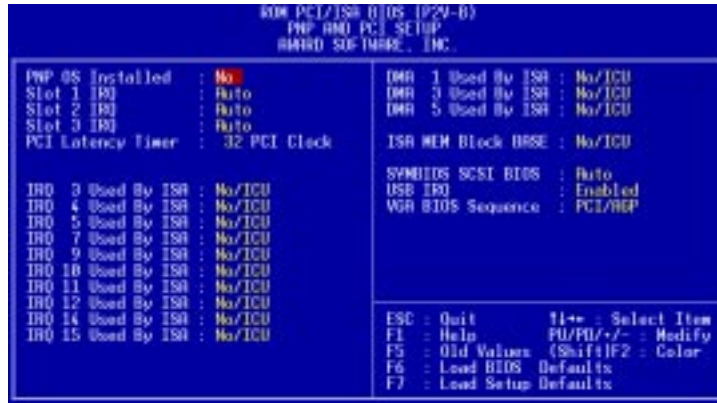 ROM PCI/ISA BIOS (P2V-B)
PNP AND PCI SETUP
AWARD SOFTWARE, INC.
PNP OS Installed : No
Slot 1 IRQ : Auto
Slot 2 IRQ : Auto
Slot 3 IRQ : Auto
PCI Latency Timer : 32 PCI Clock
IRQ 3 Used By ISA : No/ICU
IRQ 4 Used By ISA : No/ICU
IRQ 5 Used By ISA : No/ICU
IRQ 7 Used By ISA : No/ICU
IRQ 9 Used By ISA : No/ICU
IRQ 10 Used By ISA : No/ICU
IRQ 11 Used By ISA : No/ICU
IRQ 12 Used By ISA : No/ICU
IRQ 14 Used By ISA : No/ICU
IRQ 15 Used By ISA : No/ICU
DMA 1 Used By ISA : No/ICU
DMA 3 Used By ISA : No/ICU
DMA 5 Used By ISA : No/ICU
ISA MEM Block BASE : No/ICU
SYMBIOS SCSI BIOS : Auto
USB IRQ : Enabled
VGA BIOS Sequence : PCI/AGP
ESC : Quit ↑↓→← : Select Item
F1 : Help PU/PD/+/- : Modify
F5 : Old Values (Shift)F2 : Color
F6 : Load BIOS Defaults
F7 : Load Setup Defaults